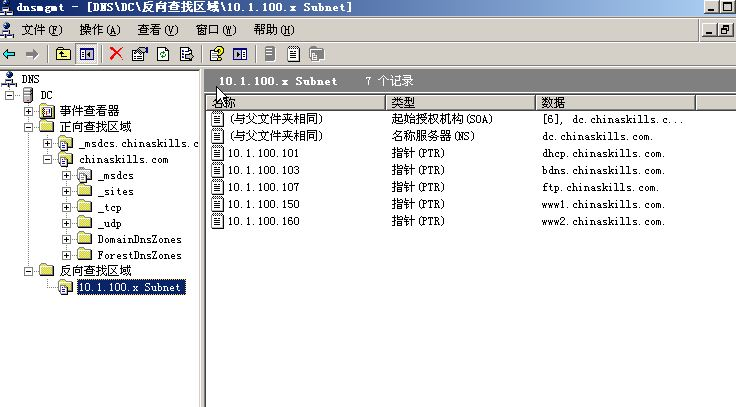 dnsmgmt - [DNS\DC\反向查找区域\10.1.100.x Subnet]
文件(F) 操作(A) 查看(V) 窗口(W) 帮助(H)
DNS
DC
事件查看器
正向查找区域
_msdcs.chinaskills.c
chinaskills.com
_msdcs
_sites
_tcp
_udp
DomainDnsZones
ForestDnsZones
反向查找区域
10.1.100.x Subnet
10.1.100.x Subnet 7 个记录
名称 类型 数据
(与父文件夹相同) 起始授权机构(SOA) [6], dc.chinaskills.c...
(与父文件夹相同) 名称服务器(NS) dc.chinaskills.com.
10.1.100.101 指针(PTR) dhcp.chinaskills.com.
10.1.100.103 指针(PTR) bdns.chinaskills.com.
10.1.100.107 指针(PTR) ftp.chinaskills.com.
10.1.100.150 指针(PTR) www1.chinaskills.com.
10.1.100.160 指针(PTR) www2.chinaskills.com.